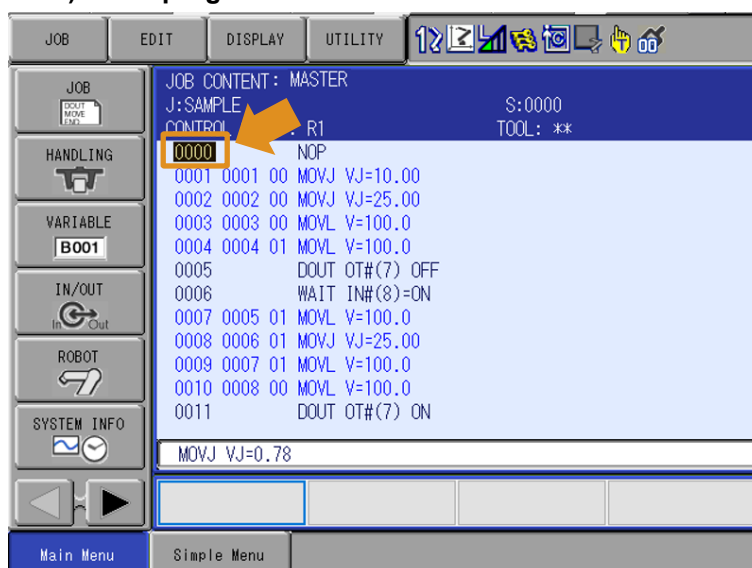 JOB EDIT DISPLAY UTILITY
JOB
DOUT
MOVE
END
HANDLING
VARIABLE
B001
IN/OUT
In Out
ROBOT
SYSTEM INFO
JOB CONTENT: MASTER
J:SAMPLE S:0000
CONTROL : R1 TOOL: **
0000 NOP
0001 0001 00 MOVJ VJ=10.00
0002 0002 00 MOVJ VJ=25.00
0003 0003 00 MOVL V=100.0
0004 0004 01 MOVL V=100.0
0005 DOUT OT#(7) OFF
0006 WAIT IN#(8)=ON
0007 0005 01 MOVL V=100.0
0008 0006 01 MOVJ VJ=25.00
0009 0007 01 MOVL V=100.0
0010 0008 00 MOVL V=100.0
0011 DOUT OT#(7) ON
MOVJ VJ=0.78
Main Menu Simple Menu